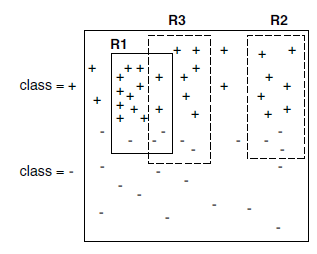 R3 R2
R1
class = +
class = -